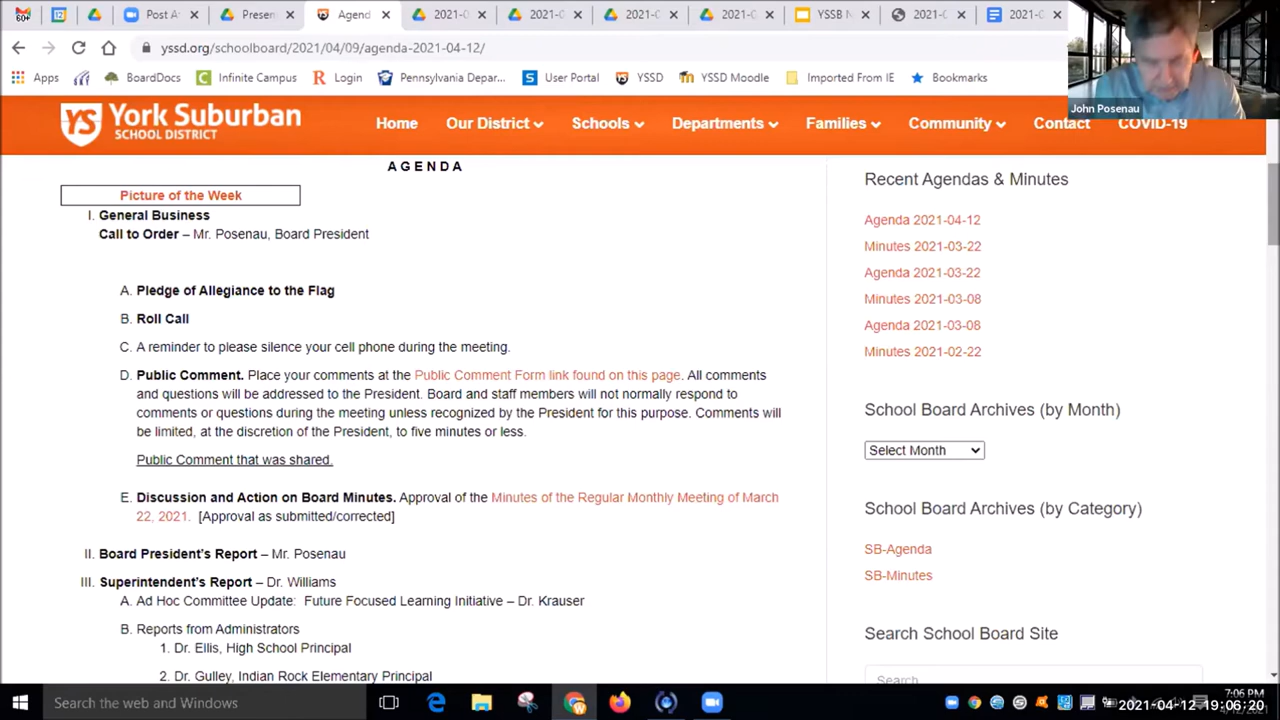 60+
12
Post A
Presen
Agend
2021-0
2021-0
2021-0
2021-0
YSSB N
2021-0
2021-0
yssd.org/schoolboard/2021/04/09/agenda-2021-04-12/
Apps
BoardDocs
Infinite Campus
Login
Pennsylvania Depar...
User Portal
YSSD
YSSD Moodle
Imported From IE
Bookmarks
John Posenau
YS York Suburban
SCHOOL DISTRICT
Home
Our District
Schools
Departments
Families
Community
Contact
COVID-19
AGENDA
Picture of the Week
I. General Business
Call to Order – Mr. Posenau, Board President
A. Pledge of Allegiance to the Flag
B. Roll Call
C. A reminder to please silence your cell phone during the meeting.
D. Public Comment. Place your comments at the Public Comment Form link found on this page. All comments
and questions will be addressed to the President. Board and staff members will not normally respond to
comments or questions during the meeting unless recognized by the President for this purpose. Comments will
be limited, at the discretion of the President, to five minutes or less.
Public Comment that was shared.
E. Discussion and Action on Board Minutes. Approval of the Minutes of the Regular Monthly Meeting of March
22, 2021. [Approval as submitted/corrected]
II. Board President's Report – Mr. Posenau
III. Superintendent's Report – Dr. Williams
A. Ad Hoc Committee Update: Future Focused Learning Initiative – Dr. Krauser
B. Reports from Administrators
1. Dr. Ellis, High School Principal
2. Dr. Gulley, Indian Rock Elementary Principal
Recent Agendas & Minutes
Agenda 2021-04-12
Minutes 2021-03-22
Agenda 2021-03-22
Minutes 2021-03-08
Agenda 2021-03-08
Minutes 2021-02-22
School Board Archives (by Month)
Select Month
School Board Archives (by Category)
SB-Agenda
SB-Minutes
Search School Board Site
Search
Search the web and Windows
7:06 PM
2021-04-12 19:06:20